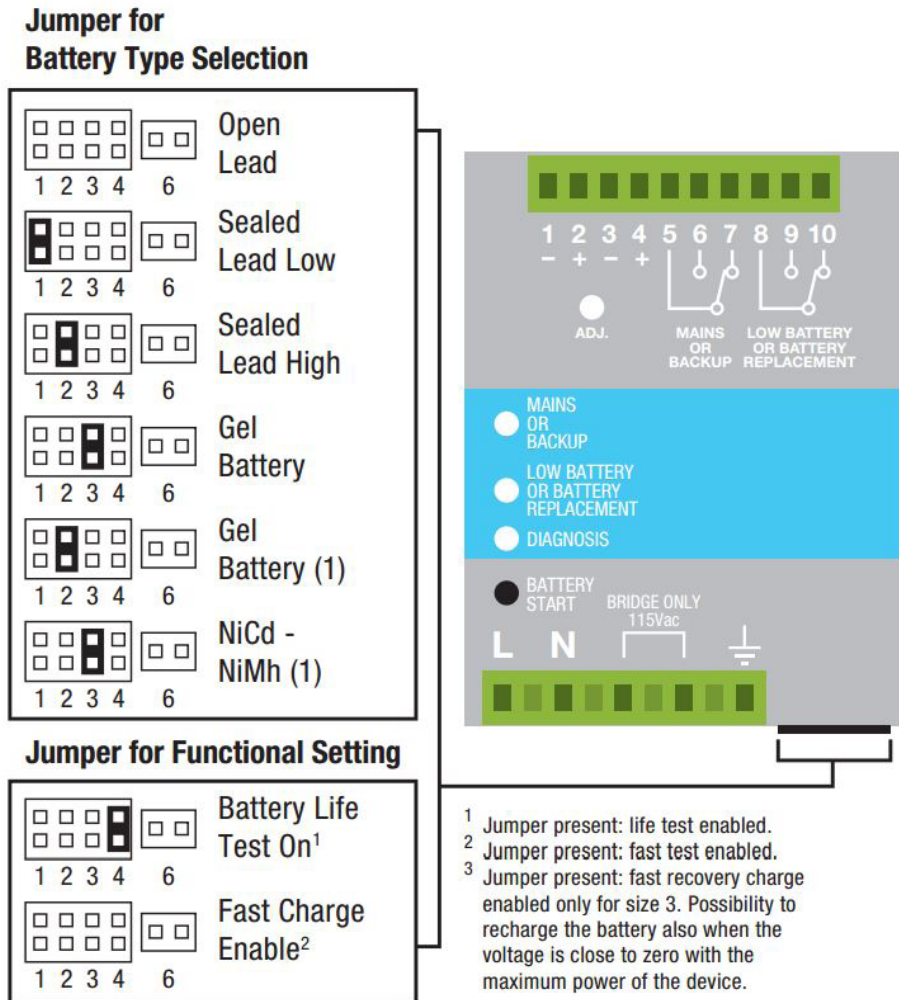 Jumper for
Battery Type Selection
Open
Lead
1 2 3 4 6
Sealed
Lead Low
1 2 3 4 6
Sealed
Lead High
1 2 3 4 6
Gel
Battery
1 2 3 4 6
Gel
Battery (1)
1 2 3 4 6
NiCd -
NiMh (1)
1 2 3 4 6
Jumper for Functional Setting
Battery Life
Test On¹
1 2 3 4 6
Fast Charge
Enable²
1 2 3 4 6
1 2 3 4 5 6 7 8 9 10
− + − +
ADJ.
MAINS
OR
BACKUP
LOW BATTERY
OR BATTERY
REPLACEMENT
MAINS
OR
BACKUP
LOW BATTERY
OR BATTERY
REPLACEMENT
DIAGNOSIS
BATTERY
START
BRIDGE ONLY
115Vac
L N
¹ Jumper present: life test enabled.
² Jumper present: fast test enabled.
³ Jumper present: fast recovery charge
enabled only for size 3. Possibility to
recharge the battery also when the
voltage is close to zero with the
maximum power of the device.